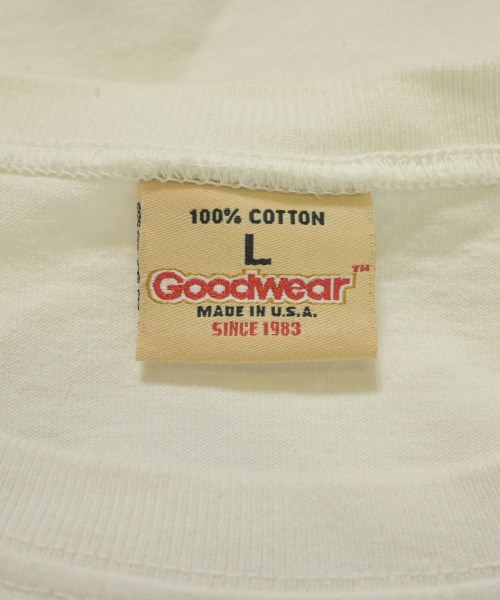 100% COTTON
L
Goodwear™
MADE IN U.S.A.
SINCE 1983